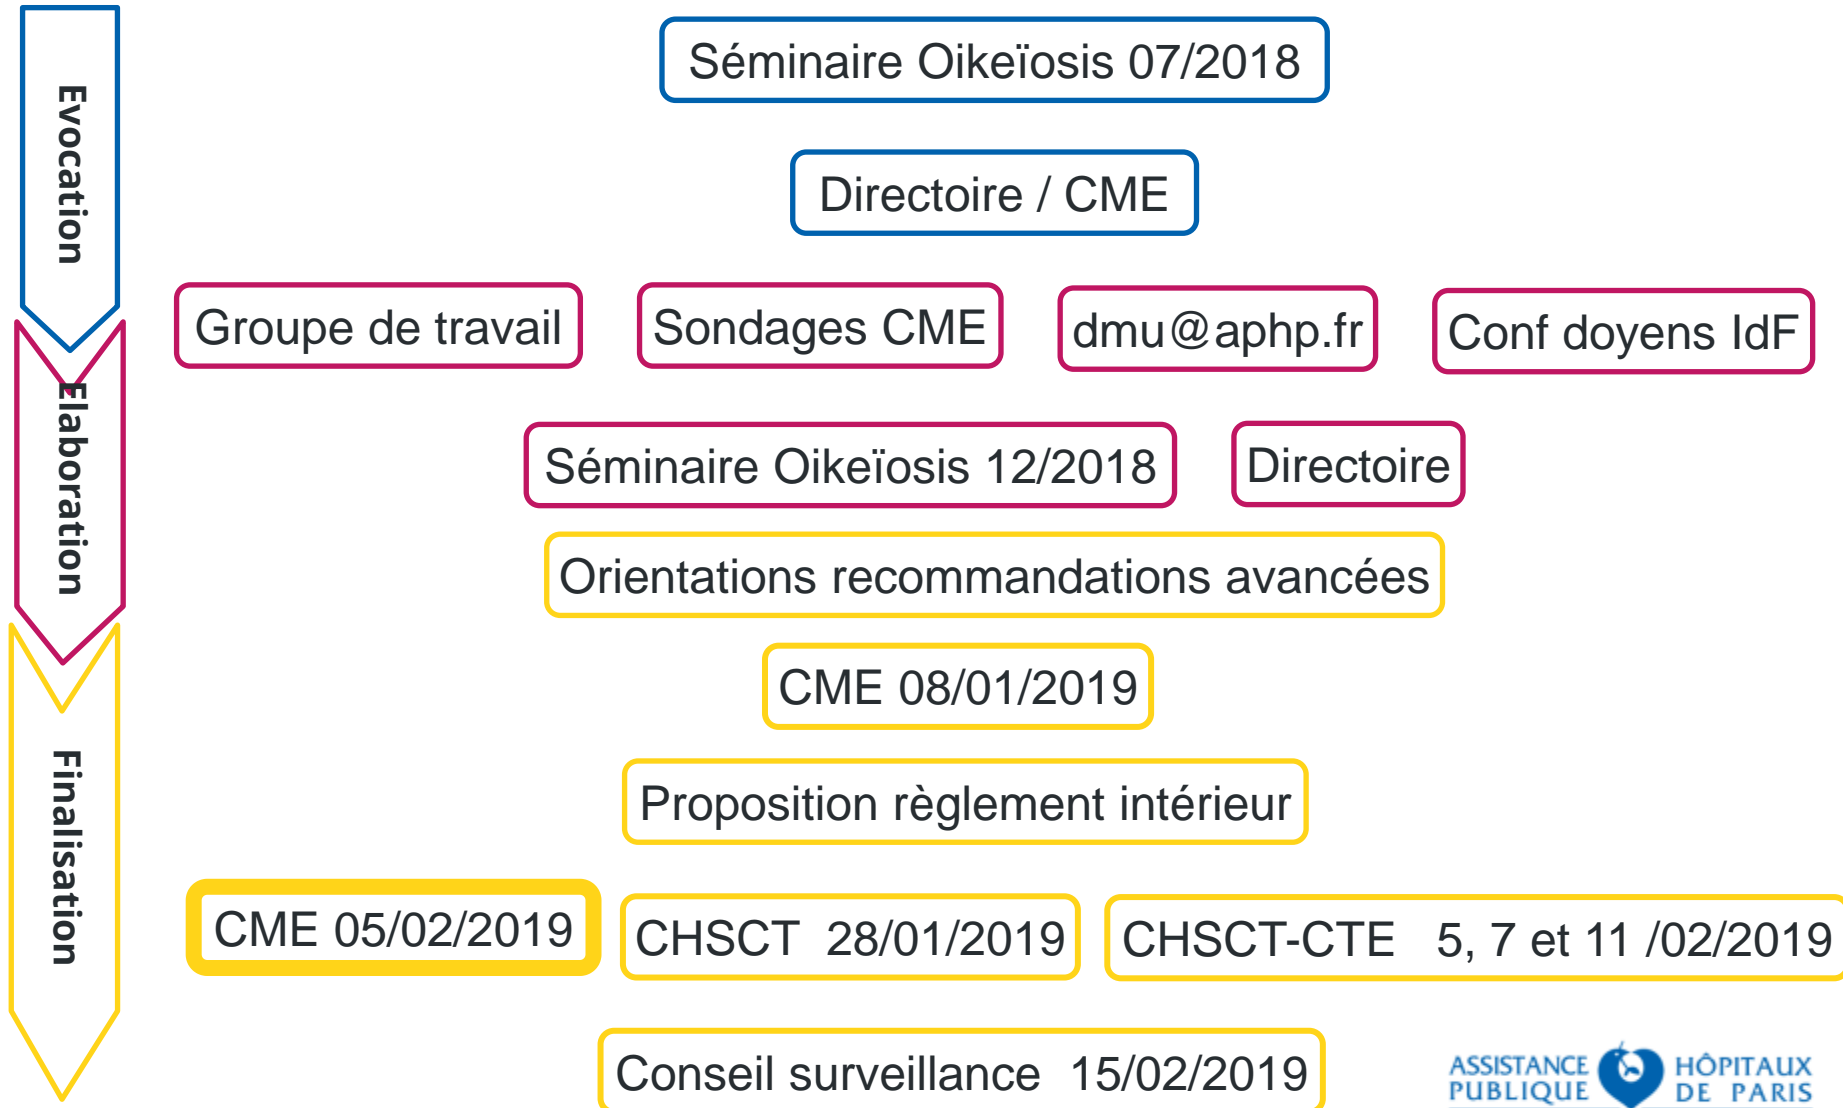 Evocation
Séminaire Oikeïosis 07/2018
Directoire / CME
Elaboration
Groupe de travail
Sondages CME
dmu@aphp.fr
Conf doyens IdF
Séminaire Oikeïosis 12/2018
Directoire
Finalisation
Orientations recommandations avancées
CME 08/01/2019
Proposition règlement intérieur
CME 05/02/2019
CHSCT 28/01/2019
CHSCT-CTE 5, 7 et 11 /02/2019
Conseil surveillance 15/02/2019
ASSISTANCE HÔPITAUX
PUBLIQUE DE PARIS